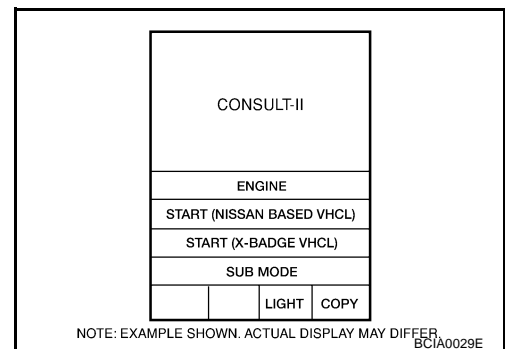 CONSULT-II
ENGINE
START (NISSAN BASED VHCL)
START (X-BADGE VHCL)
SUB MODE
LIGHT COPY
NOTE: EXAMPLE SHOWN. ACTUAL DISPLAY MAY DIFFER.
BCIA0029E